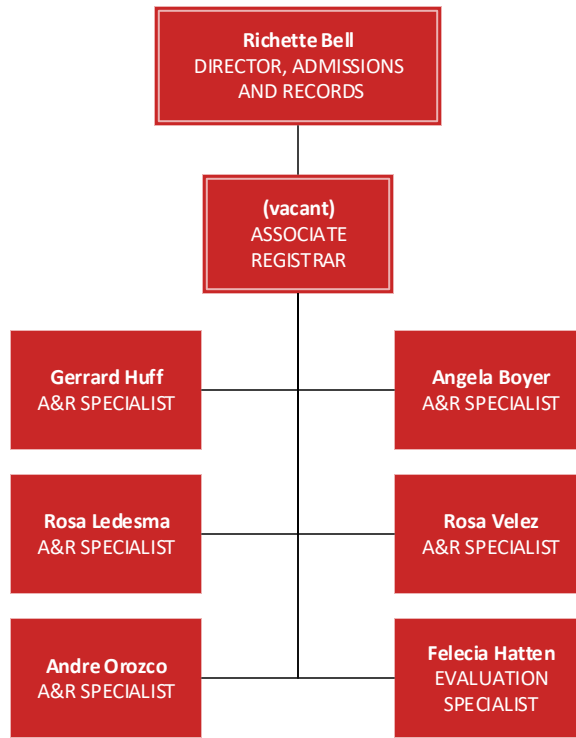 Richette Bell
DIRECTOR, ADMISSIONS
AND RECORDS
(vacant)
ASSOCIATE
REGISTRAR
Gerrard Huff
A&R SPECIALIST
Angela Boyer
A&R SPECIALIST
Rosa Ledesma
A&R SPECIALIST
Rosa Velez
A&R SPECIALIST
Andre Orozco
A&R SPECIALIST
Felecia Hatten
EVALUATION
SPECIALIST